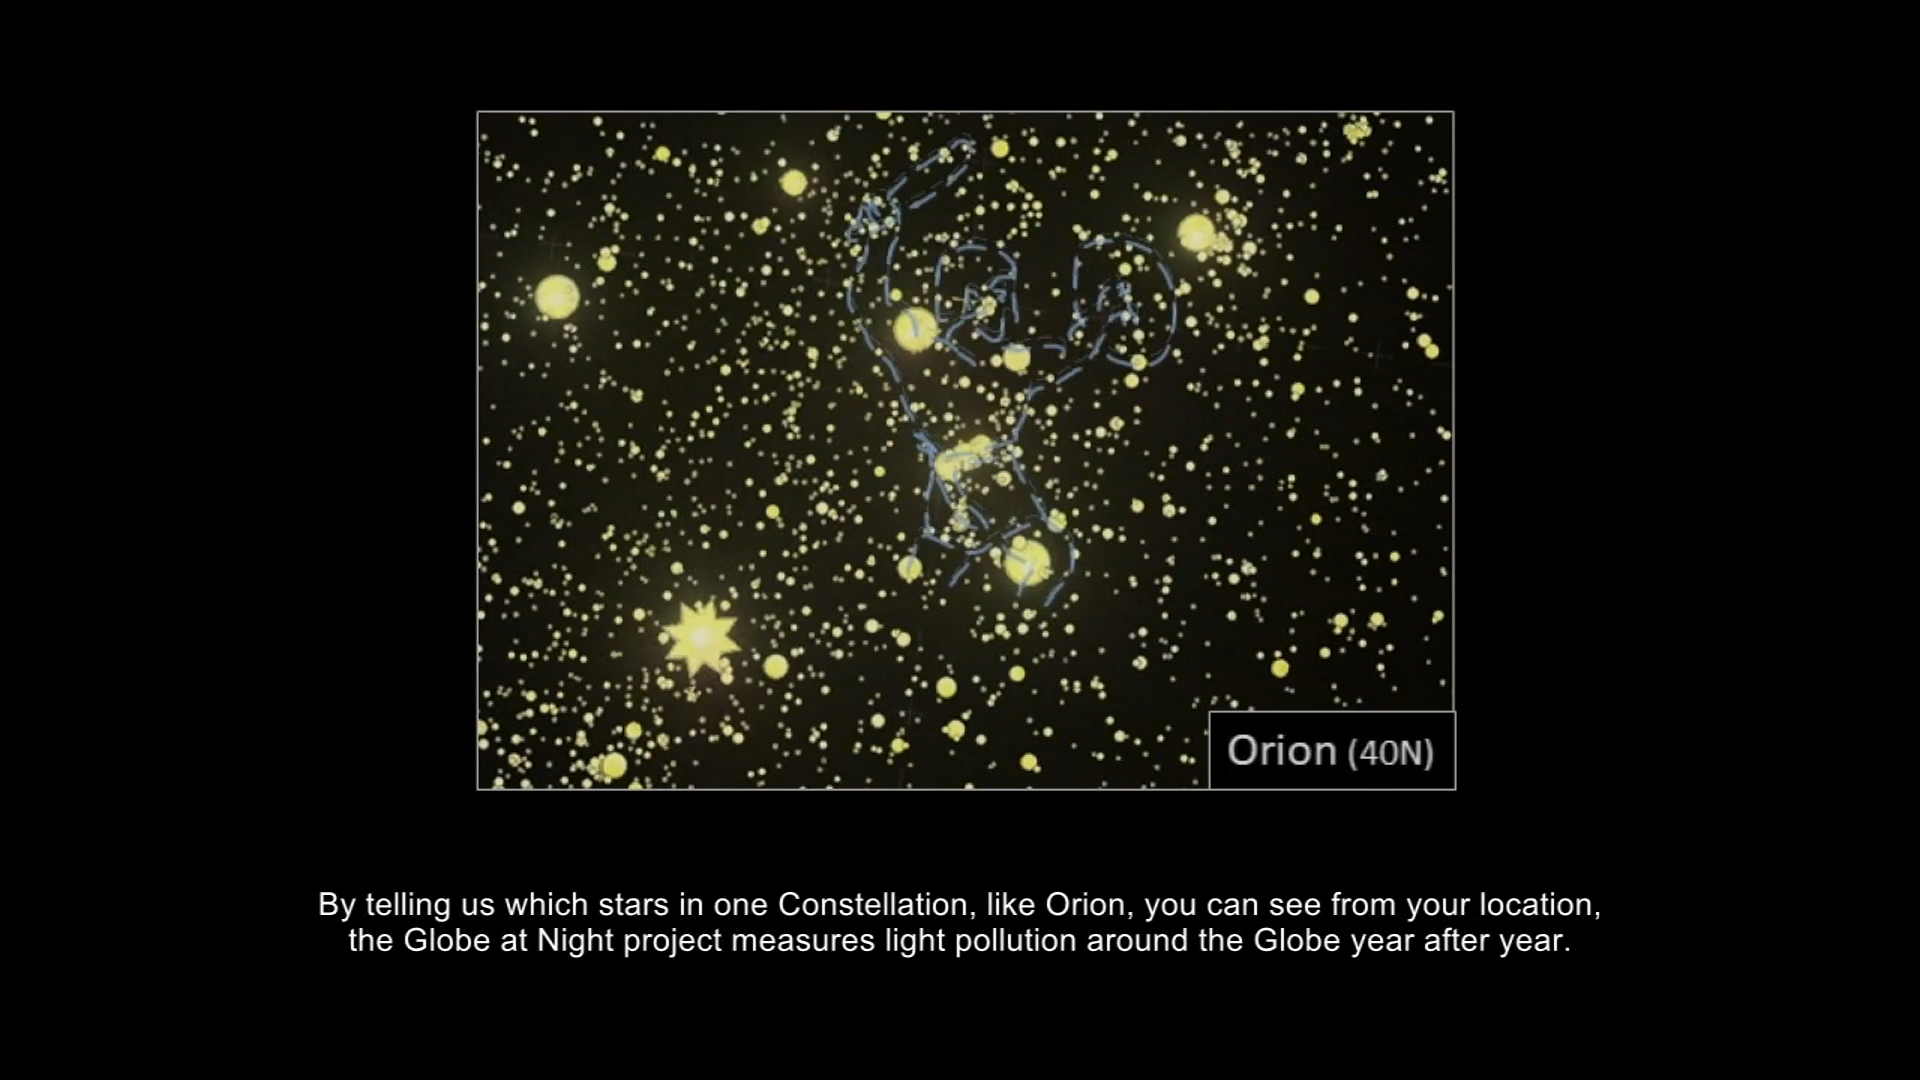 Orion (40N)
By telling us which stars in one Constellation, like Orion, you can see from your location,
the Globe at Night project measures light pollution around the Globe year after year.